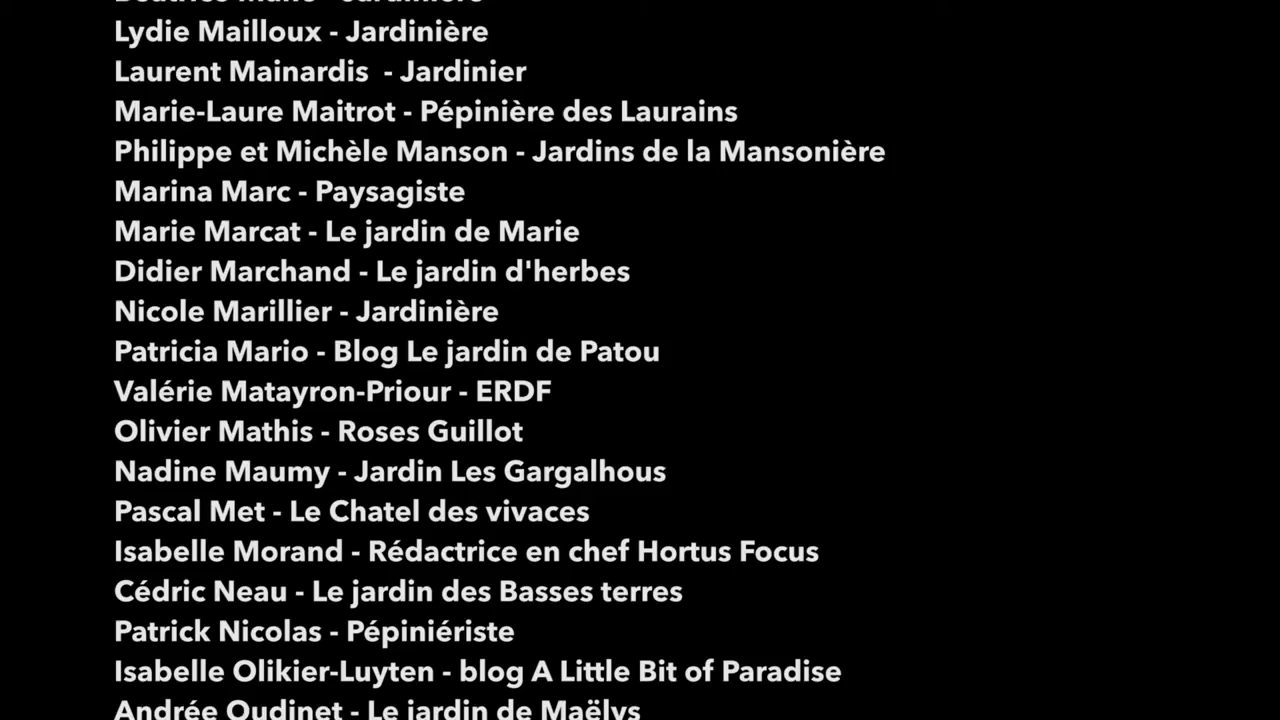 Lydie Mailloux - Jardinière
Laurent Mainardis - Jardinier
Marie-Laure Maitrot - Pépinière des Laurains
Philippe et Michèle Manson - Jardins de la Mansonière
Marina Marc - Paysagiste
Marie Marcat - Le jardin de Marie
Didier Marchand - Le jardin d'herbes
Nicole Marillier - Jardinière
Patricia Mario - Blog Le jardin de Patou
Valérie Matayron-Priour - ERDF
Olivier Mathis - Roses Guillot
Nadine Maumy - Jardin Les Gargalhous
Pascal Met - Le Chatel des vivaces
Isabelle Morand - Rédactrice en chef Hortus Focus
Cédric Neau - Le jardin des Basses terres
Patrick Nicolas - Pépiniériste
Isabelle Olikier-Luyten - blog A Little Bit of Paradise
Andrée Oudinet - Le jardin de Maëlys